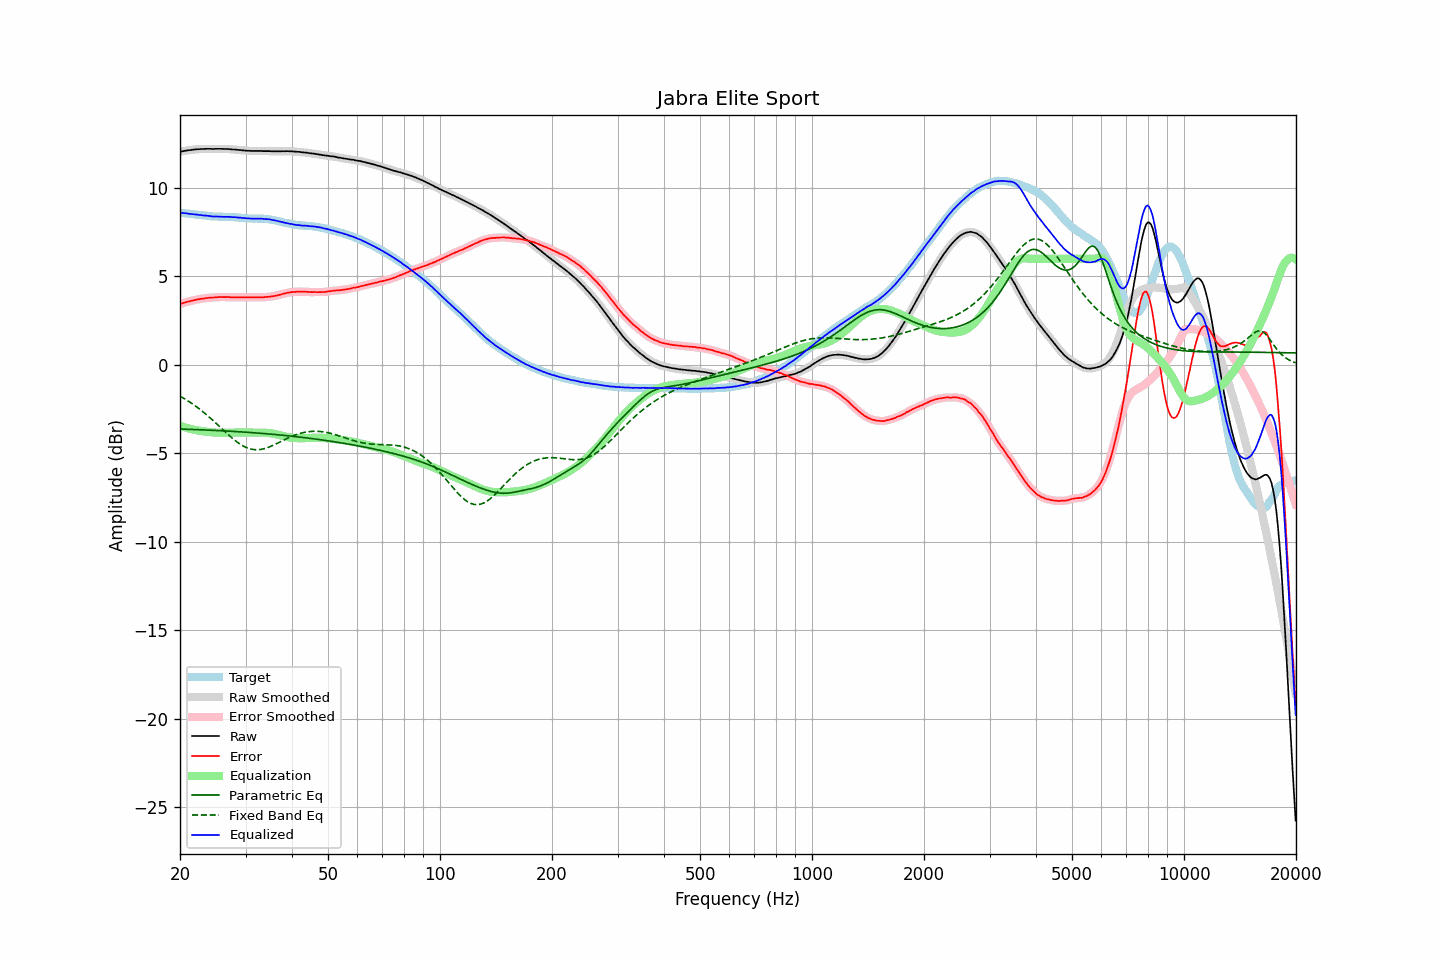 Jabra Elite Sport
Amplitude (dBr)
10
5
0
−5
−10
−15
−20
−25
Target
Raw Smoothed
Error Smoothed
Raw
Error
Equalization
Parametric Eq
Fixed Band Eq
Equalized
20 50 100 200 500 1000 2000 5000 10000 20000
Frequency (Hz)